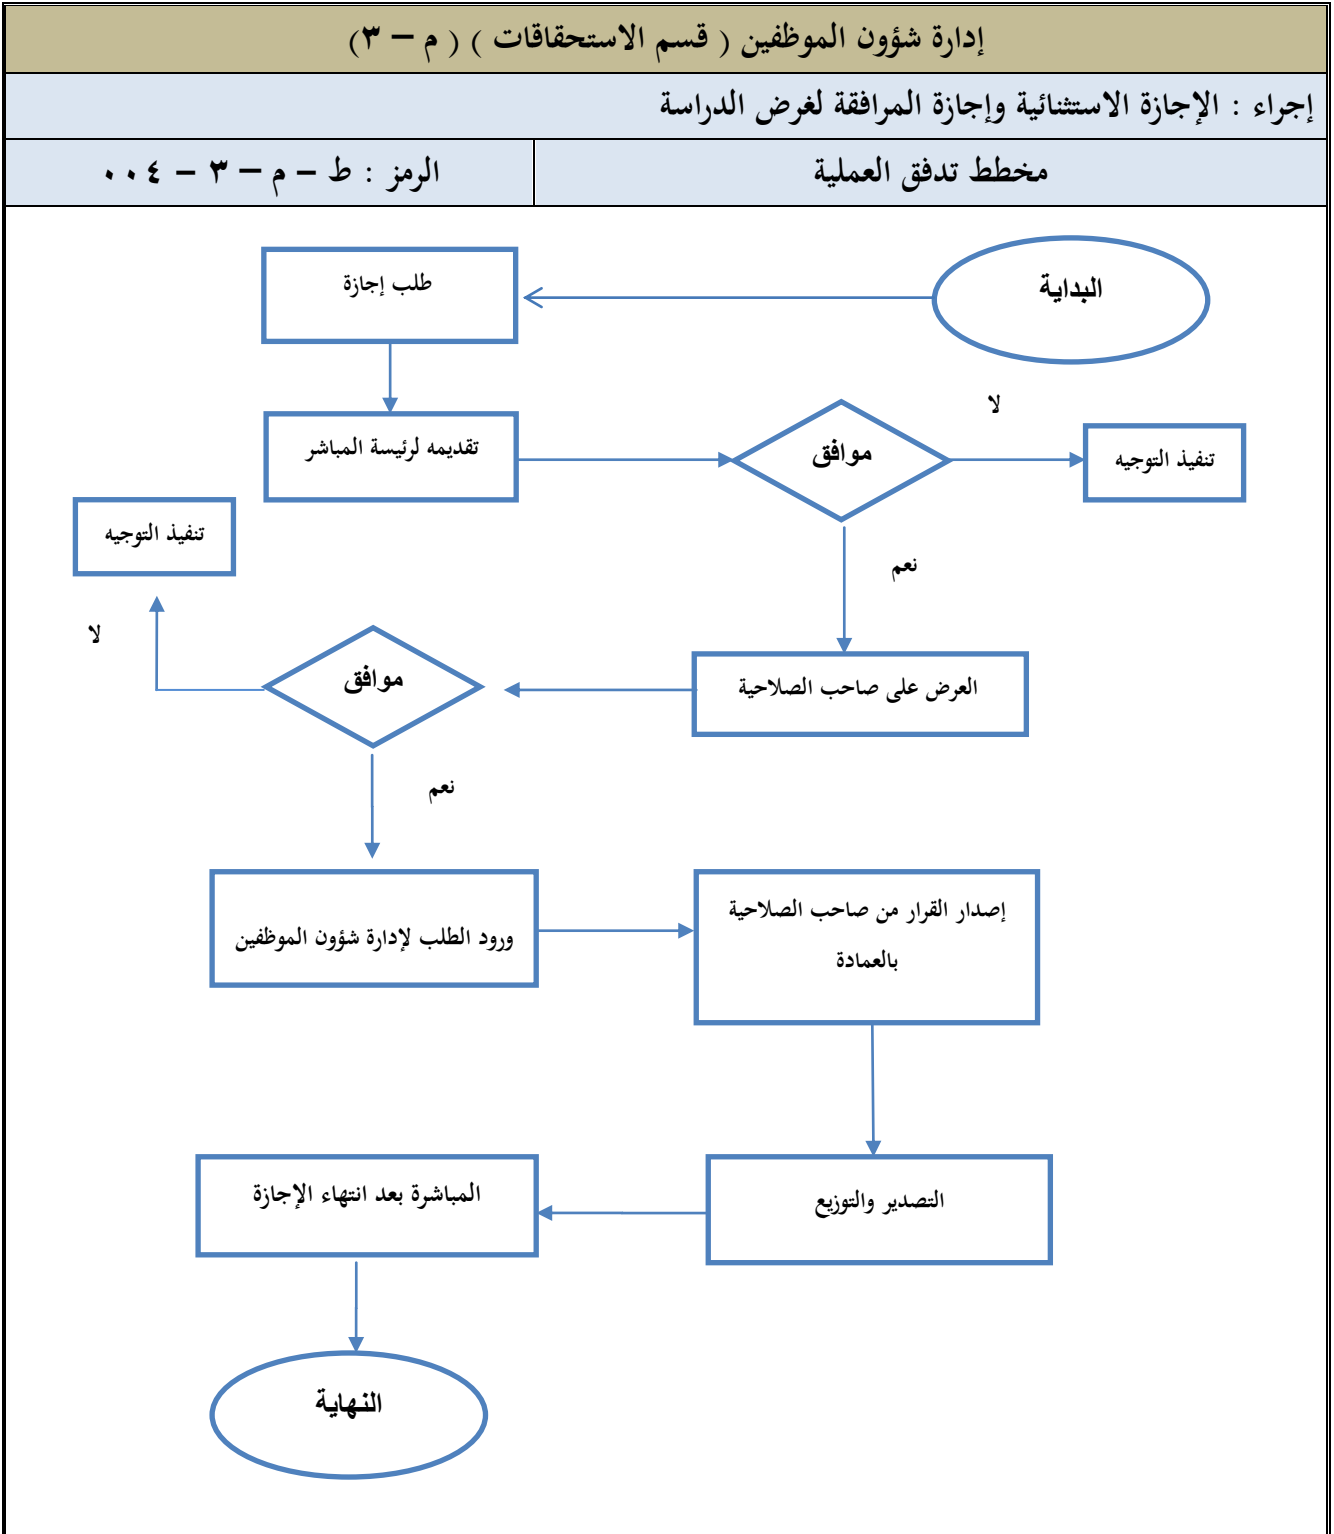 إدارة شؤون الموظفين ( قسم الاستحقاقات ) ( م – ٣)
إجراء : الإجازة الاستثنائية وإجازة المرافقة لغرض الدراسة
مخطط تدفق العملية
الرمز : ط – م – ٣ – ٠٠٤
البداية
طلب إجازة
تقديمه لرئيسة المباشر
موافق
لا
تنفيذ التوجيه
نعم
العرض على صاحب الصلاحية
موافق
لا
تنفيذ التوجيه
نعم
ورود الطلب لإدارة شؤون الموظفين
إصدار القرار من صاحب الصلاحية
بالعمادة
التصدير والتوزيع
المباشرة بعد انتهاء الإجازة
النهاية